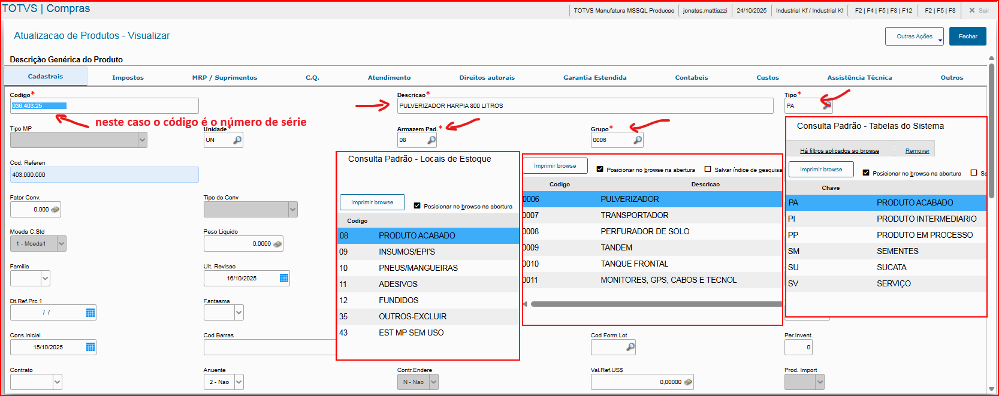 TOTVS | Compras
TOTVS Manufatura MSSQL Producao | jonatas.mattiazzi | 24/10/2025 | Industrial Kf / Industrial Kf | F2 | F4 | F5 | F8 | F12 | F2 | F5 | F8 | Sair
Atualizacao de Produtos - Visualizar
Outras Ações
Fechar
Descrição Genérica do Produto
Cadastrais Impostos MRP / Suprimentos C.Q. Atendimento Direitos autorais Garantia Estendida Contabeis Custos Assistência Técnica Outros
Codigo* Descricao* Tipo*
036.403.25 PULVERIZADOR HARPIA 800 LITROS PA
neste caso o código é o número de série
Tipo MP Unidade* Armazem Pad.* Grupo*
UN 08 0006
Cod. Referen
403.000.000
Fator Conv. Tipo de Conv
0,000
Moeda C.Std Peso Liquido
1 - Moeda1 0,0000
Familia Ult. Revisao
16/10/2025
Dt.Ref.Prc 1 Fantasma
/ /
Cons.Inicial Cod Barras Cod Form Lot Per.Invent.
15/10/2025 0
Contrato Anuente Contr.Endere Val.Ref.US$ Prod. Import
2 - Nao N - Nao 0,00000
Consulta Padrão - Locais de Estoque
Imprimir browse Posicionar no browse na abertura
Codigo
08 PRODUTO ACABADO
09 INSUMOS/EPI'S
10 PNEUS/MANGUEIRAS
11 ADESIVOS
12 FUNDIDOS
35 OUTROS-EXCLUIR
43 EST MP SEM USO
Imprimir browse Posicionar no browse na abertura Salvar índice de pesquisa
Codigo Descricao
0006 PULVERIZADOR
0007 TRANSPORTADOR
0008 PERFURADOR DE SOLO
0009 TANDEM
0010 TANQUE FRONTAL
0011 MONITORES, GPS, CABOS E TECNOL
Consulta Padrão - Tabelas do Sistema
Há filtros aplicados ao browse Remover
Imprimir browse Posicionar no browse na abertura Sa
Chave
PA PRODUTO ACABADO
PI PRODUTO INTERMEDIARIO
PP PRODUTO EM PROCESSO
SM SEMENTES
SU SUCATA
SV SERVIÇO